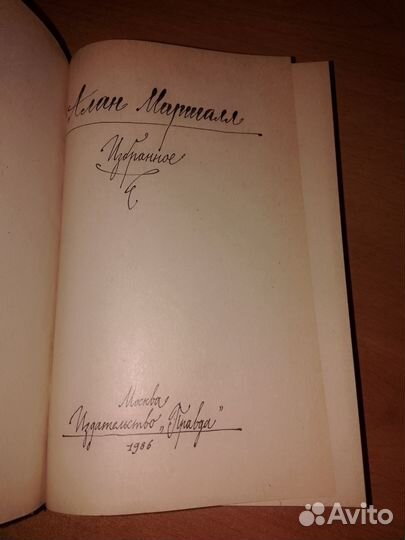 Алан Маршалл
Избранное
Москва
Издательство „Правда"
1986
Avito